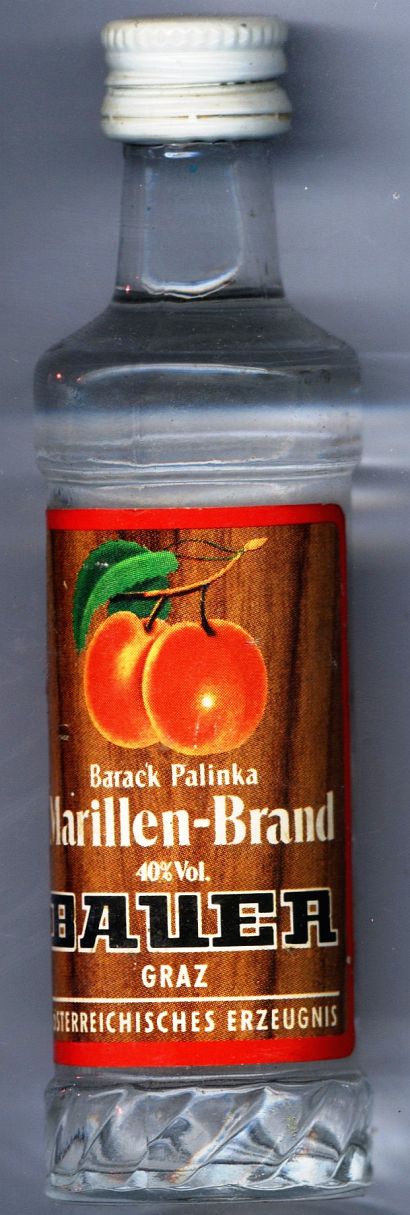 Barack Palinka
Marillen-Brand
40% Vol.
BAUER
GRAZ
ÖSTERREICHISCHES ERZEUGNIS